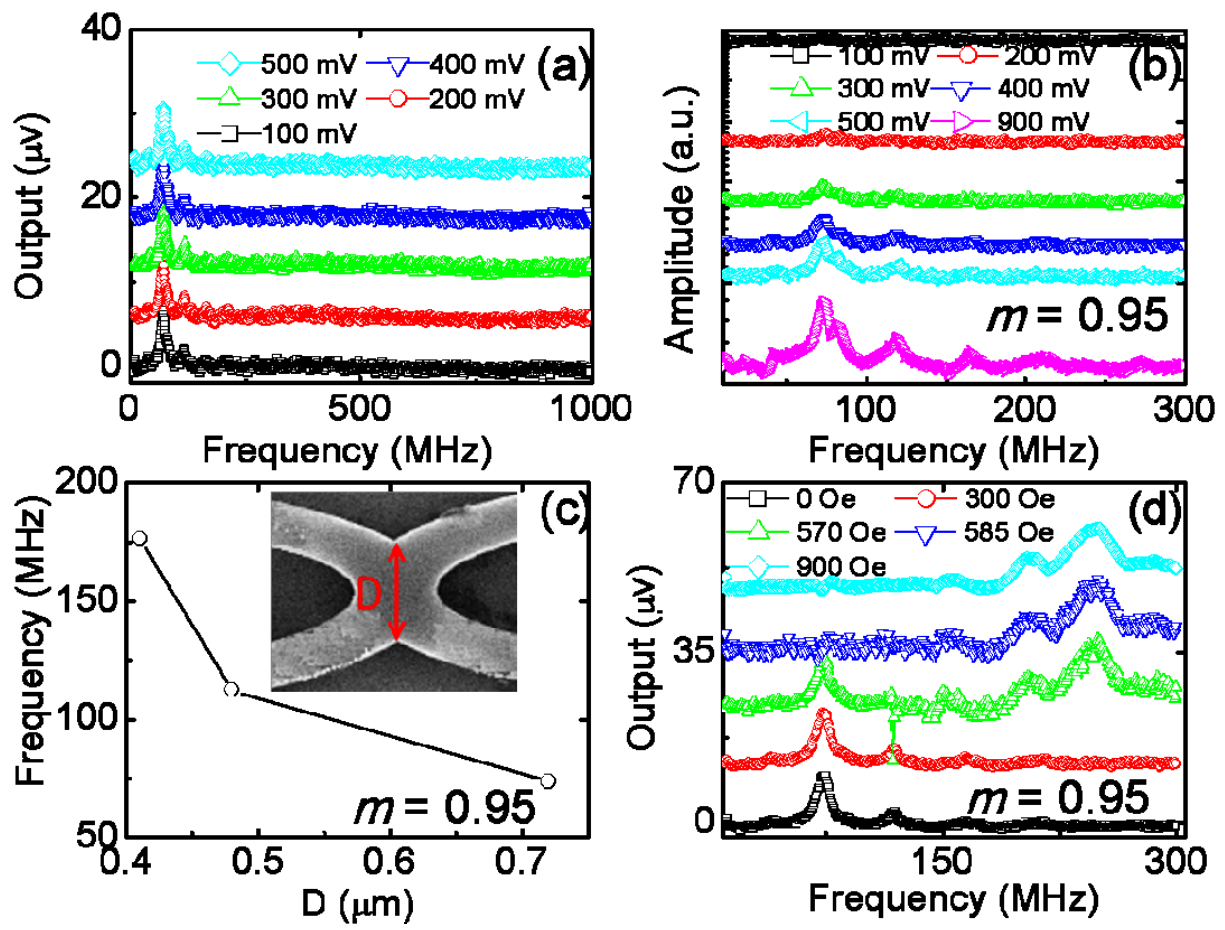 40
20
0
Output (μv)
500 mV 400 mV (a)
300 mV 200 mV
100 mV
0 500 1000
Frequency (MHz)
Amplitude (a.u.)
100 mV 200 mV (b)
300 mV 400 mV
500 mV 900 mV
m = 0.95
100 200 300
Frequency (MHz)
200
150
100
50
Frequency (MHz)
(c)
D
m = 0.95
0.4 0.5 0.6 0.7
D (μm)
70
35
0
Output (μv)
0 Oe 300 Oe (d)
570 Oe 585 Oe
900 Oe
m = 0.95
150 300
Frequency (MHz)